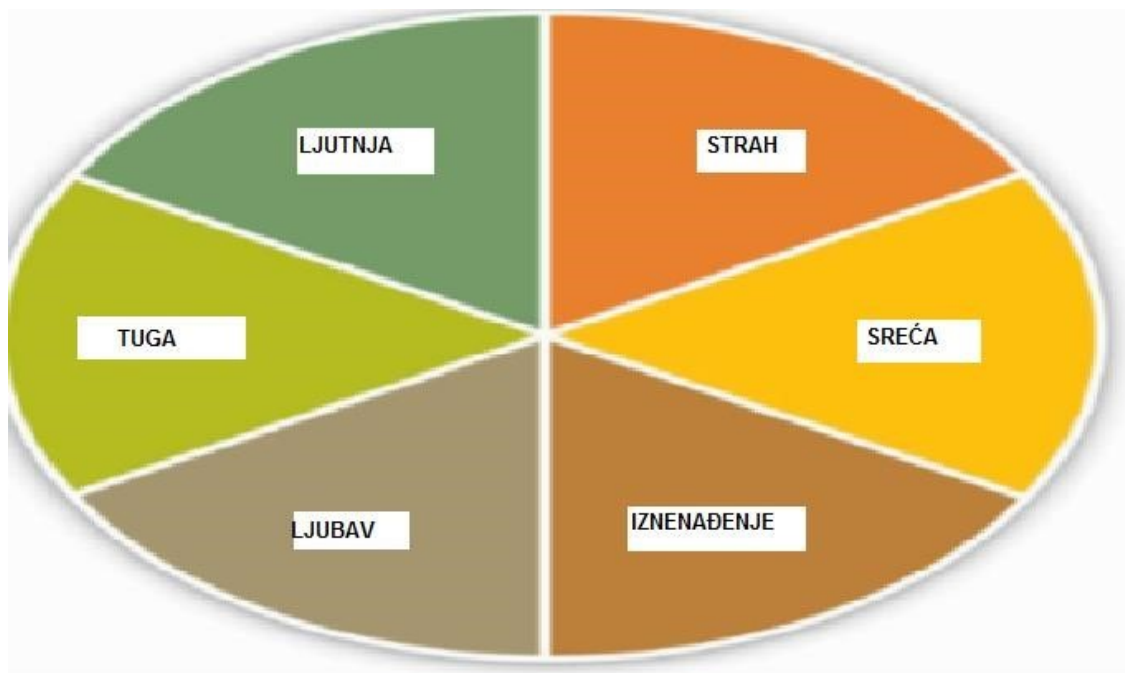 LJUTNJA
STRAH
TUGA
SREĆA
LJUBAV
IZNENAĐENJE